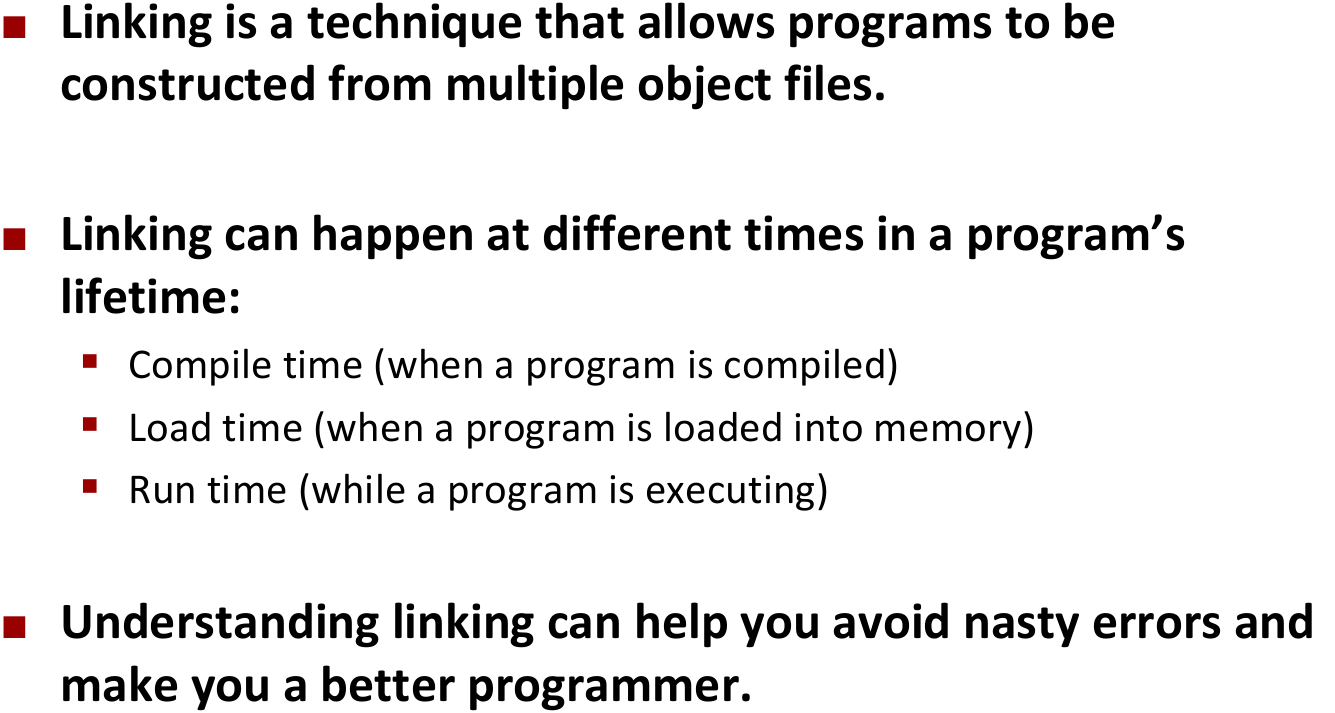 ■ Linking is a technique that allows programs to be
constructed from multiple object files.
■ Linking can happen at different times in a program’s
lifetime:
▪ Compile time (when a program is compiled)
▪ Load time (when a program is loaded into memory)
▪ Run time (while a program is executing)
■ Understanding linking can help you avoid nasty errors and
make you a better programmer.